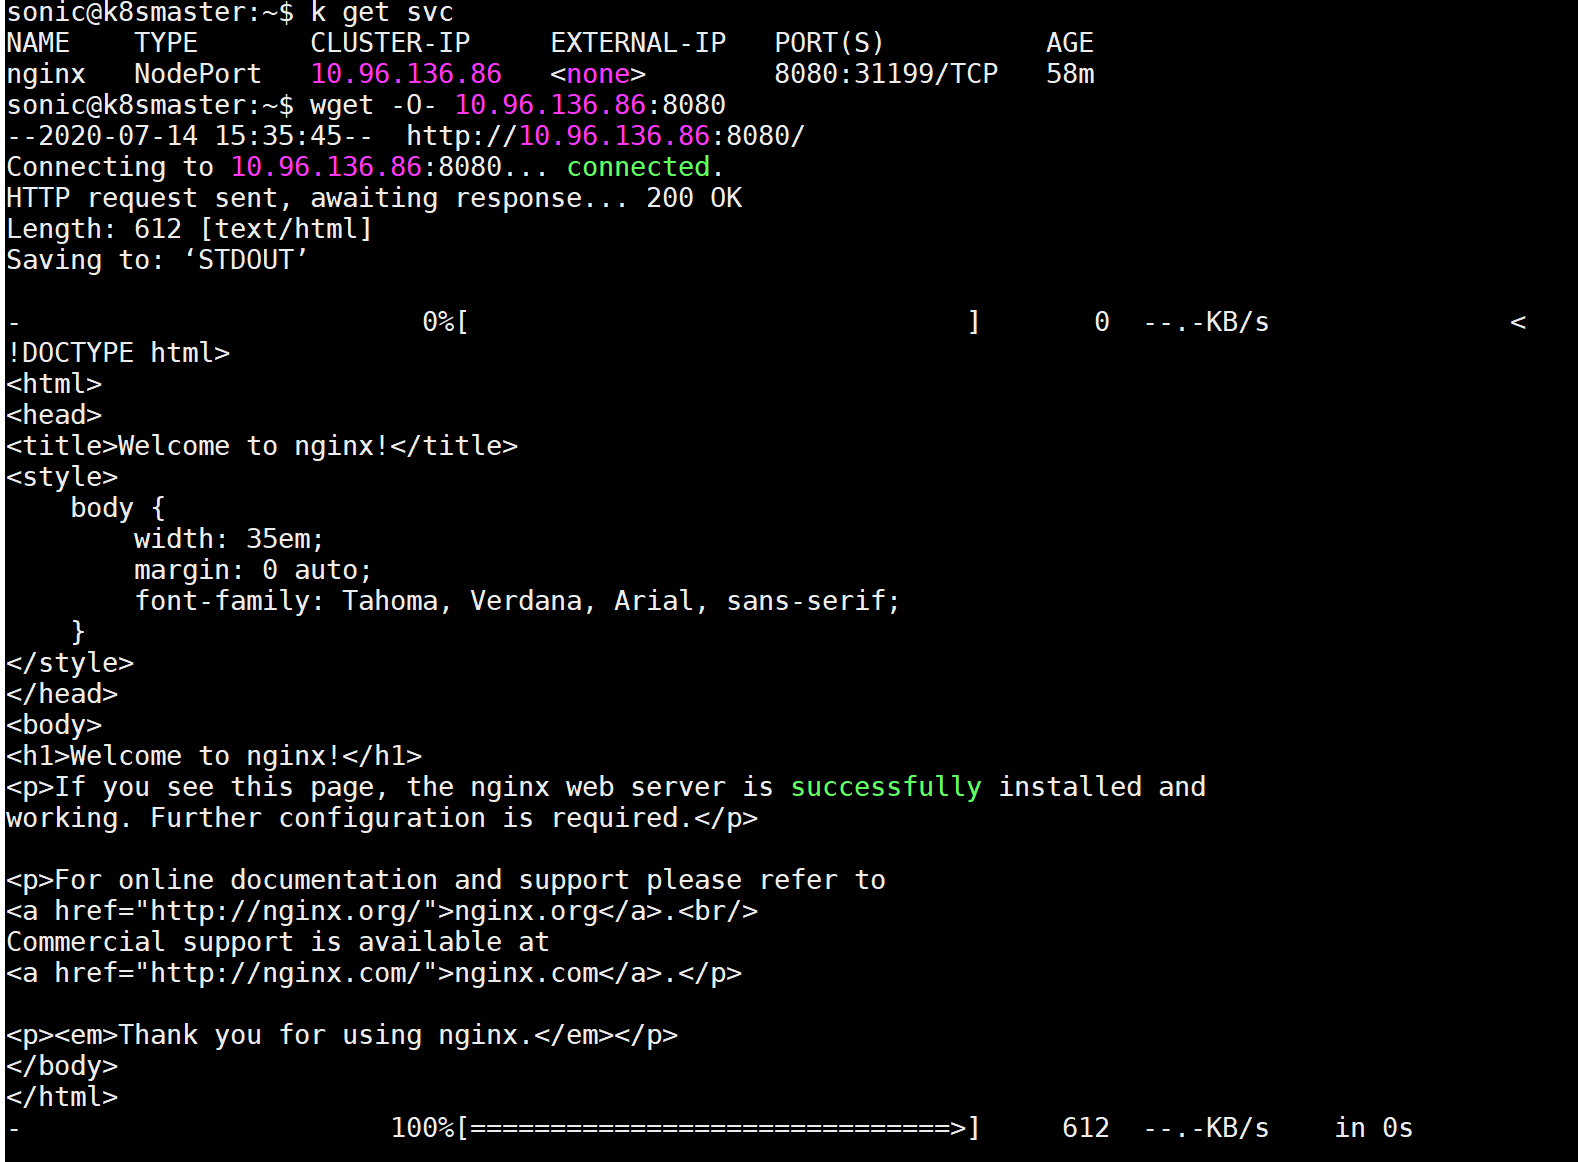 sonic@k8smaster:~$ k get svc
NAME    TYPE       CLUSTER-IP     EXTERNAL-IP   PORT(S)          AGE
nginx   NodePort   10.96.136.86   <none>        8080:31199/TCP   58m
sonic@k8smaster:~$ wget -O- 10.96.136.86:8080
--2020-07-14 15:35:45--  http://10.96.136.86:8080/
Connecting to 10.96.136.86:8080... connected.
HTTP request sent, awaiting response... 200 OK
Length: 612 [text/html]
Saving to: ‘STDOUT’

-                          0%[                               ]       0  --.-KB/s               <
!DOCTYPE html>
<html>
<head>
<title>Welcome to nginx!</title>
<style>
    body {
        width: 35em;
        margin: 0 auto;
        font-family: Tahoma, Verdana, Arial, sans-serif;
    }
</style>
</head>
<body>
<h1>Welcome to nginx!</h1>
<p>If you see this page, the nginx web server is successfully installed and
working. Further configuration is required.</p>

<p>For online documentation and support please refer to
<a href="http://nginx.org/">nginx.org</a>.<br/>
Commercial support is available at
<a href="http://nginx.com/">nginx.com</a>.</p>

<p><em>Thank you for using nginx.</em></p>
</body>
</html>
-                       100%[==============================>]     612  --.-KB/s    in 0s